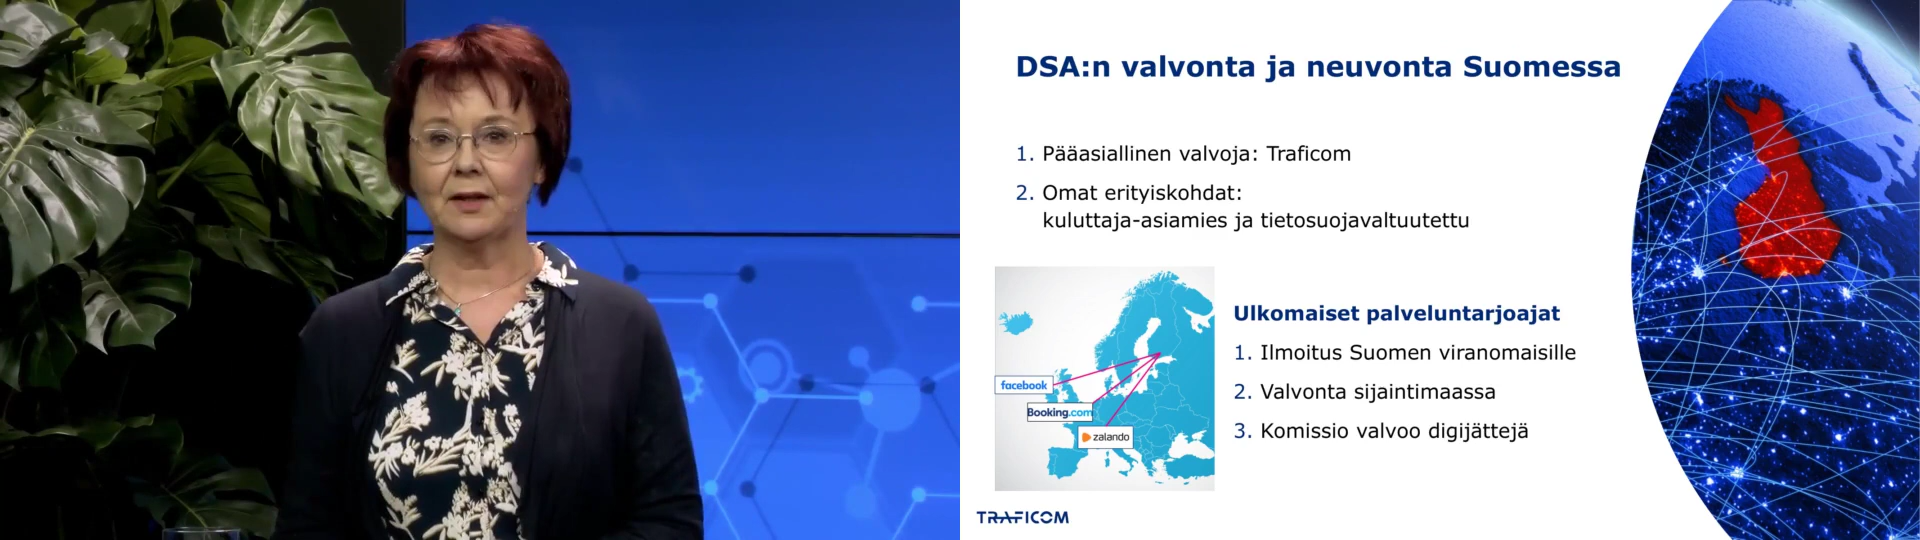 DSA:n valvonta ja neuvonta Suomessa
1. Pääasiallinen valvoja: Traficom
2. Omat erityiskohdat:
kuluttaja-asiamies ja tietosuojavaltuutettu
facebook
Booking.com
zalando
Ulkomaiset palveluntarjoajat
1. Ilmoitus Suomen viranomaisille
2. Valvonta sijaintimaassa
3. Komissio valvoo digijättejä
TRAFICOM